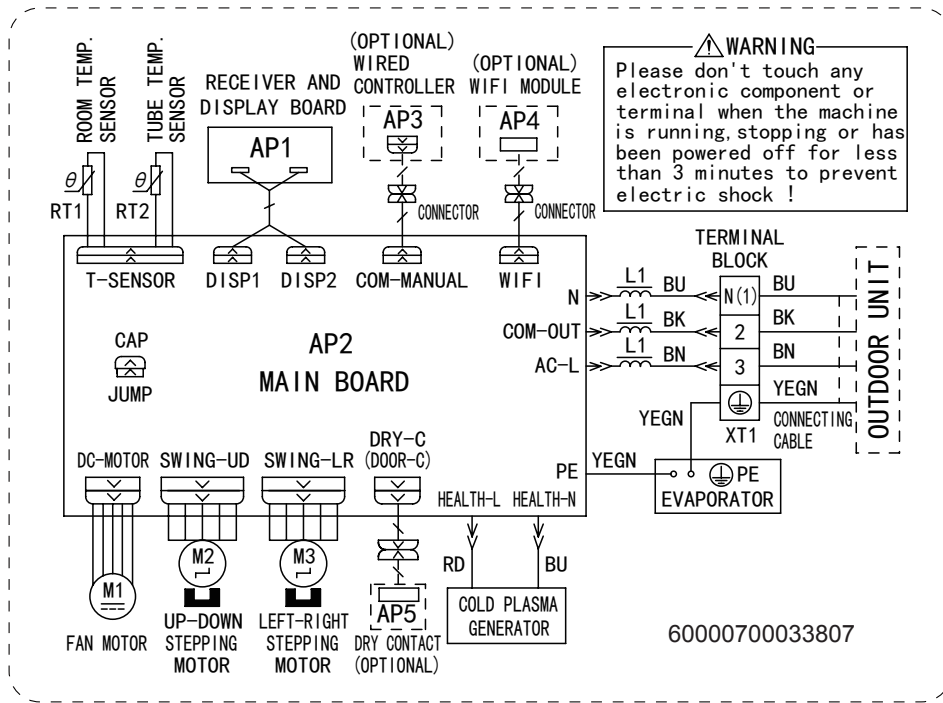 ROOM TEMP.
SENSOR
TUBE TEMP.
SENSOR
θ
RT1
θ
RT2
RECEIVER AND
DISPLAY BOARD
AP1
(OPTIONAL)
WIRED
CONTROLLER
AP3
CONNECTOR
(OPTIONAL)
WIFI MODULE
AP4
CONNECTOR
WARNING
Please don't touch any
electronic component or
terminal when the machine
is running, stopping or has
been powered off for less
than 3 minutes to prevent
electric shock !
T-SENSOR
DISP1
DISP2
COM-MANUAL
WIFI
CAP
JUMP
AP2
MAIN BOARD
N
COM-OUT
AC-L
PE
L1
BU
L1
BK
L1
BN
TERMINAL
BLOCK
N(1)
2
3
XT1
BU
BK
BN
YEGN
CONNECTING
CABLE
OUTDOOR UNIT
YEGN
YEGN
PE
EVAPORATOR
DC-MOTOR
SWING-UD
SWING-LR
DRY-C
(DOOR-C)
HEALTH-L
HEALTH-N
M1
FAN MOTOR
M2
UP-DOWN
STEPPING
MOTOR
M3
LEFT-RIGHT
STEPPING
MOTOR
AP5
DRY CONTACT
(OPTIONAL)
RD
BU
COLD PLASMA
GENERATOR
60000700033807